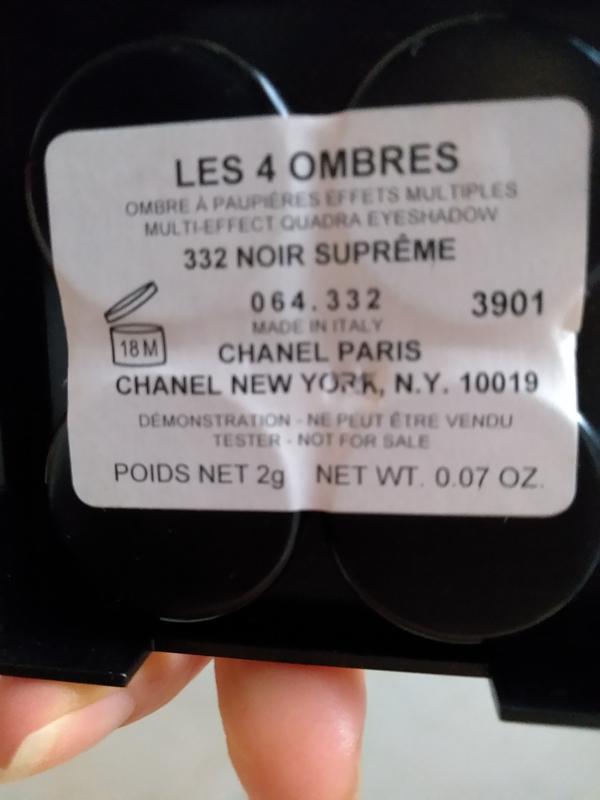 LES 4 OMBRES
OMBRE À PAUPIÈRES EFFETS MULTIPLES
MULTI-EFFECT QUADRA EYESHADOW
332 NOIR SUPRÊME
064.332 3901
MADE IN ITALY
18 M
CHANEL PARIS
CHANEL NEW YORK, N.Y. 10019
DÉMONSTRATION - NE PEUT ÊTRE VENDU
TESTER - NOT FOR SALE
POIDS NET 2g NET WT. 0.07 OZ.